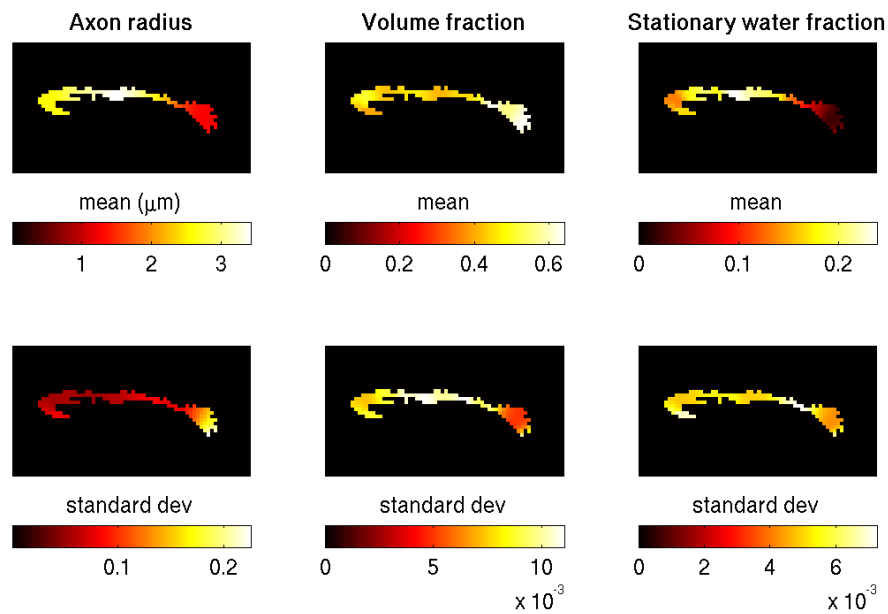 Axon radius Volume fraction Stationary water fraction
mean (μm) mean mean
1 2 3 0 0.2 0.4 0.6 0 0.1 0.2
standard dev standard dev standard dev
0.1 0.2 0 5 10 0 2 4 6
x 10⁻³ x 10⁻³